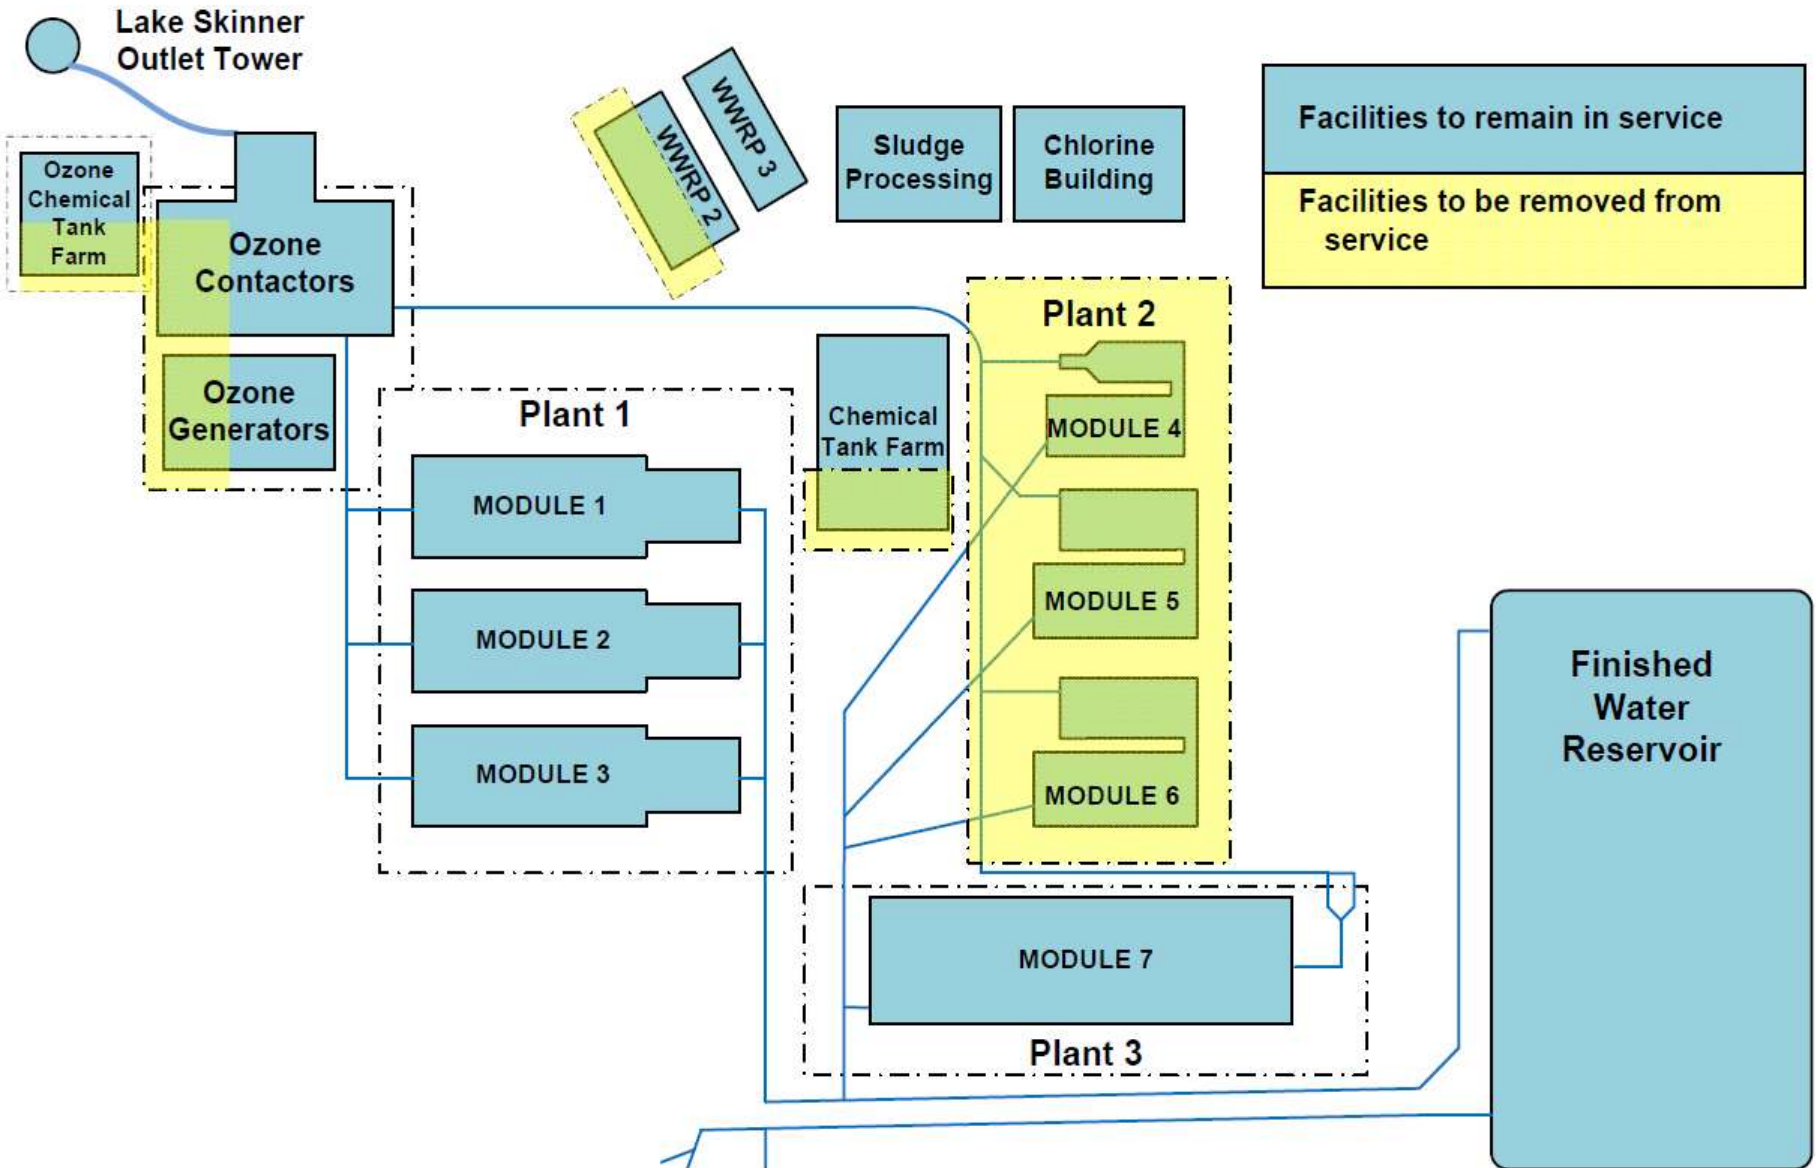 Lake Skinner
Outlet Tower
Ozone
Chemical
Tank
Farm
Ozone
Contactors
Ozone
Generators
WWRP 2
WWRP 3
Sludge
Processing
Chlorine
Building
Facilities to remain in service
Facilities to be removed from
service
Plant 1
MODULE 1
MODULE 2
MODULE 3
Chemical
Tank Farm
Plant 2
MODULE 4
MODULE 5
MODULE 6
MODULE 7
Plant 3
Finished
Water
Reservoir